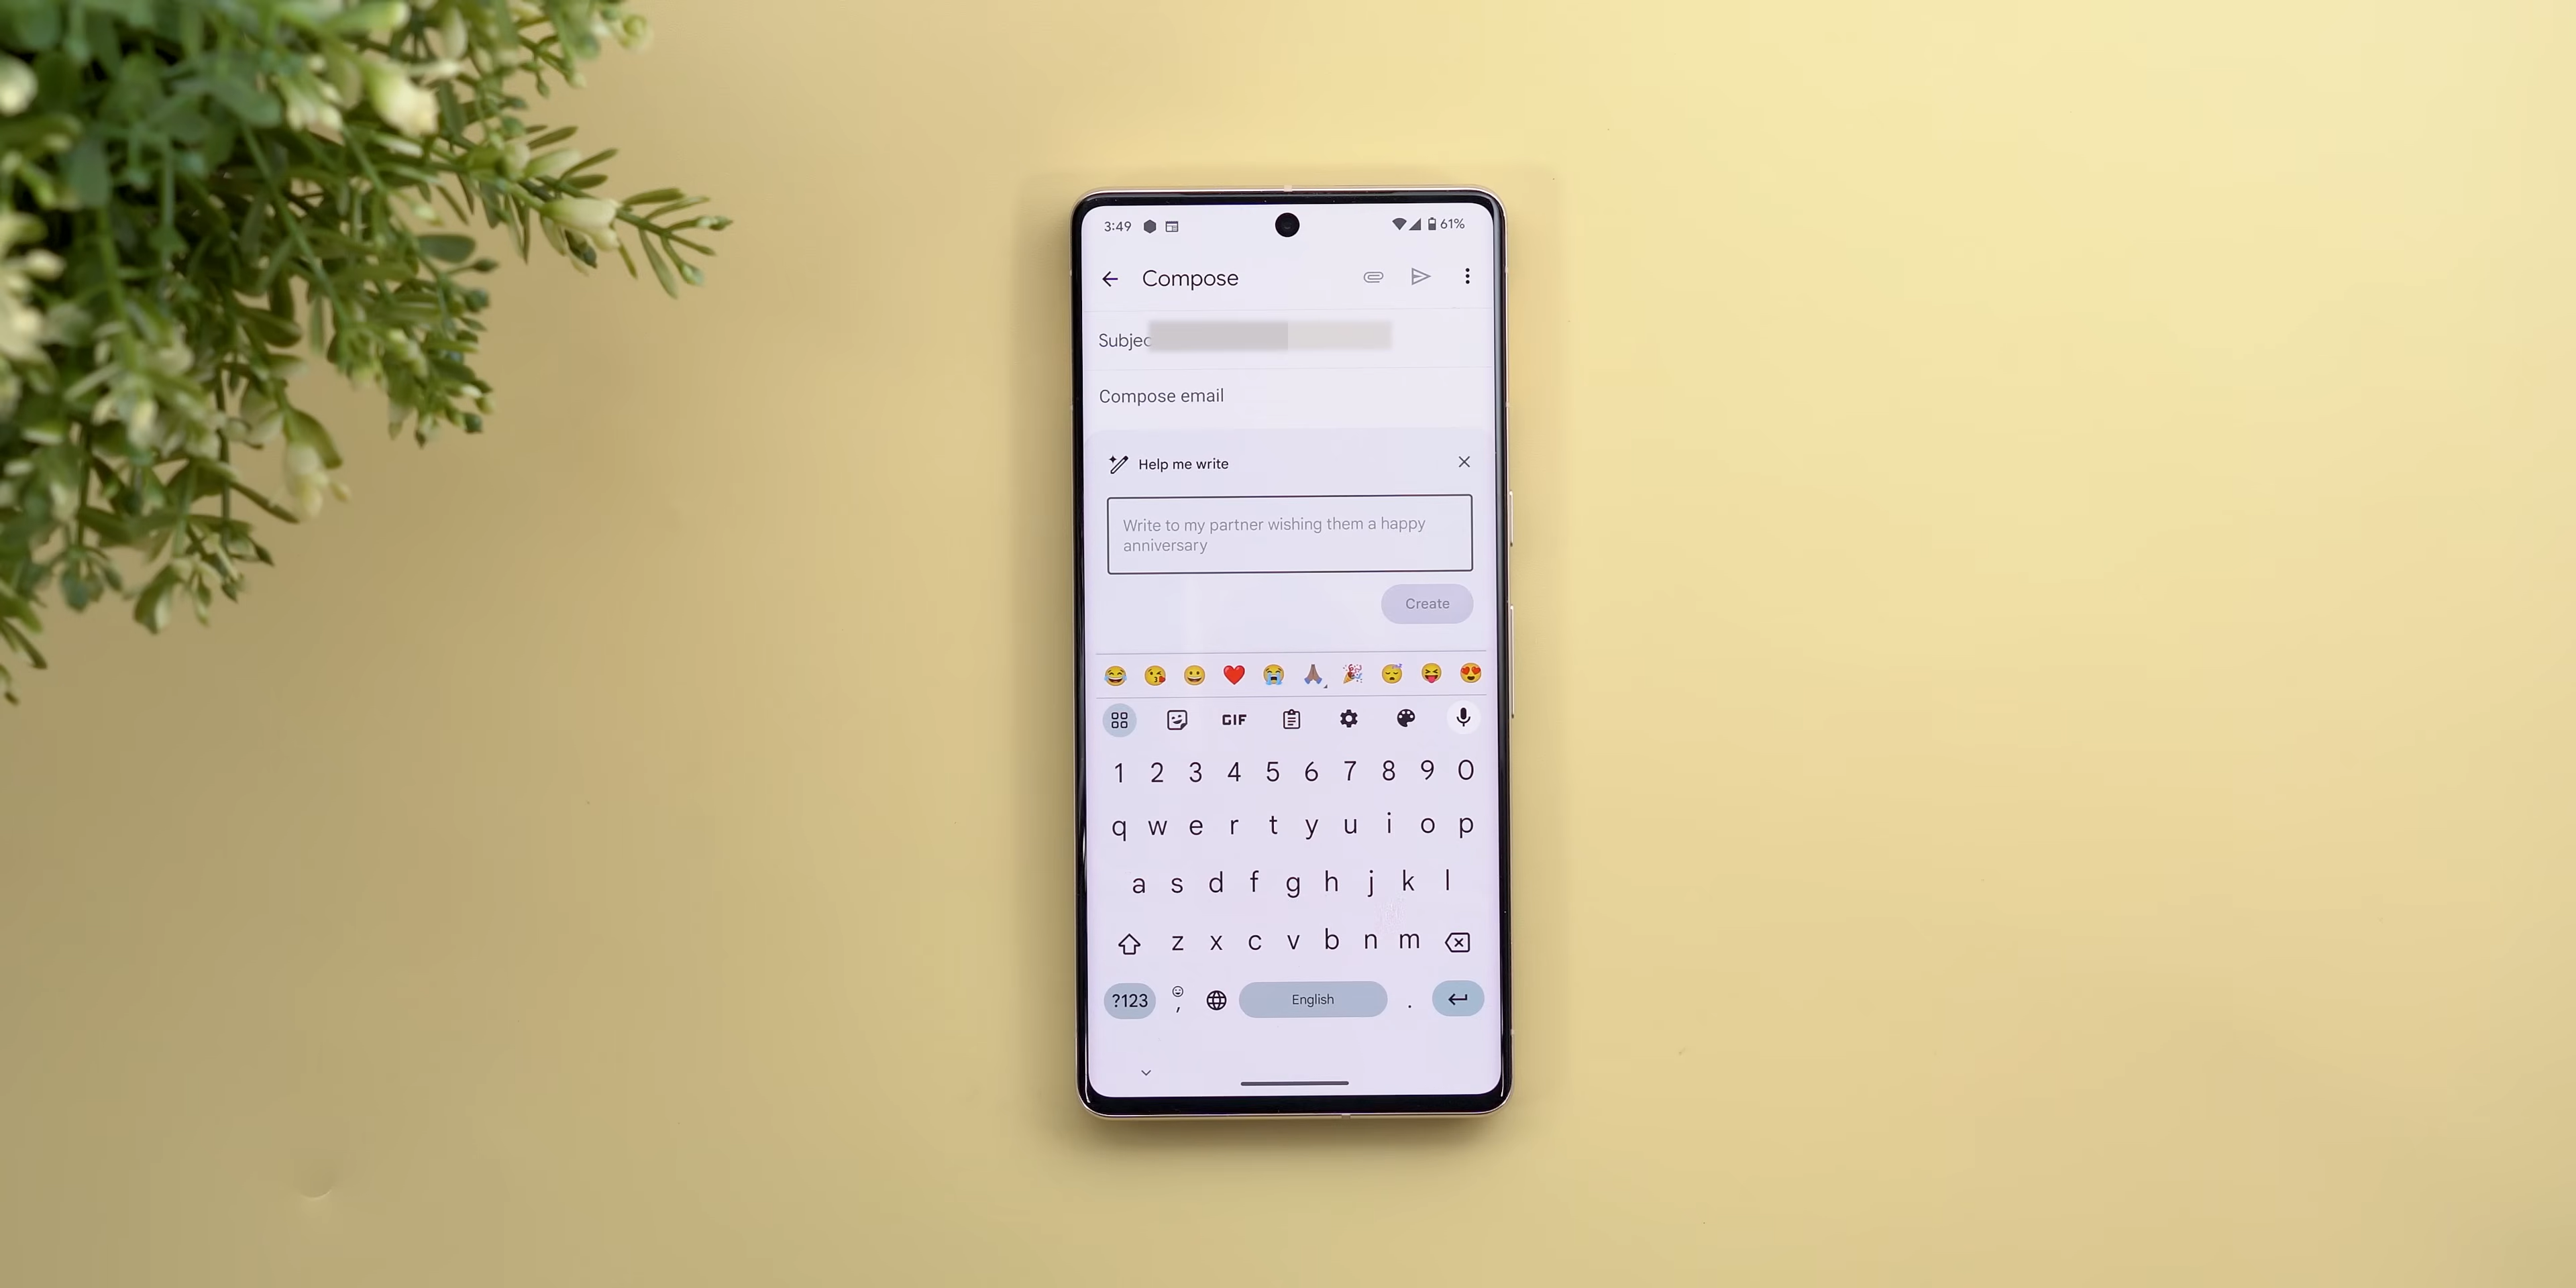 3:49 61%
Compose
Subjec
Compose email
Help me write
Write to my partner wishing them a happy
anniversary
Create
GIF
1 2 3 4 5 6 7 8 9 0
q w e r t y u i o p
a s d f g h j k l
z x c v b n m
?123 , English .